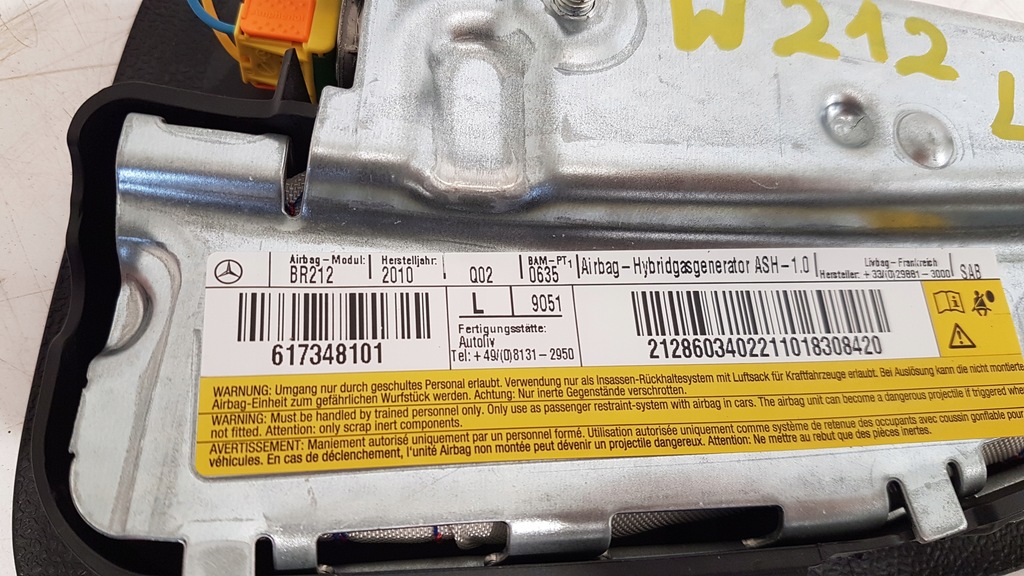 W212
L
Airbag-Modul: Herstelljahr: BAM-PT1 Airbag-Hybridgasgenerator ASH-1.0 Livbag-Frankreich
BR212 2010 Q02 0635 Hersteller: +33/(0)29881-3000 SAB
L 9051
617348101
Fertigungsstätte:
Autoliv
Tel: +49/(0)8131-2950
212860340221101830842​0
WARNING: Umgang nur durch geschultes Personal erlaubt. Verwendung nur als Insassen-Rückhaltesystem mit Luftsack für Kraftfahrzeuge erlaubt. Bei Auslösung kann die nicht montierte
Airbag-Einheit zum gefährlichen Wurfstück werden. Achtung: Nur inerte Gegenstände verschrotten.
WARNING: Must be handled by trained personnel only. Only use as passenger restraint-system with airbag in cars. The airbag unit can become a dangerous projectile if triggered when
not fitted. Attention: only scrap inert components.
AVERTISSEMENT: Maniement autorisé uniquement par un personnel formé. Utilisation autorisée uniquement comme système de retenue des occupants avec coussin gonflable pour
véhicules. En cas de déclenchement, l'unité Airbag non montée peut devenir un projectile dangereux. Attention: Ne mettre au rebut que des pièces inertes.